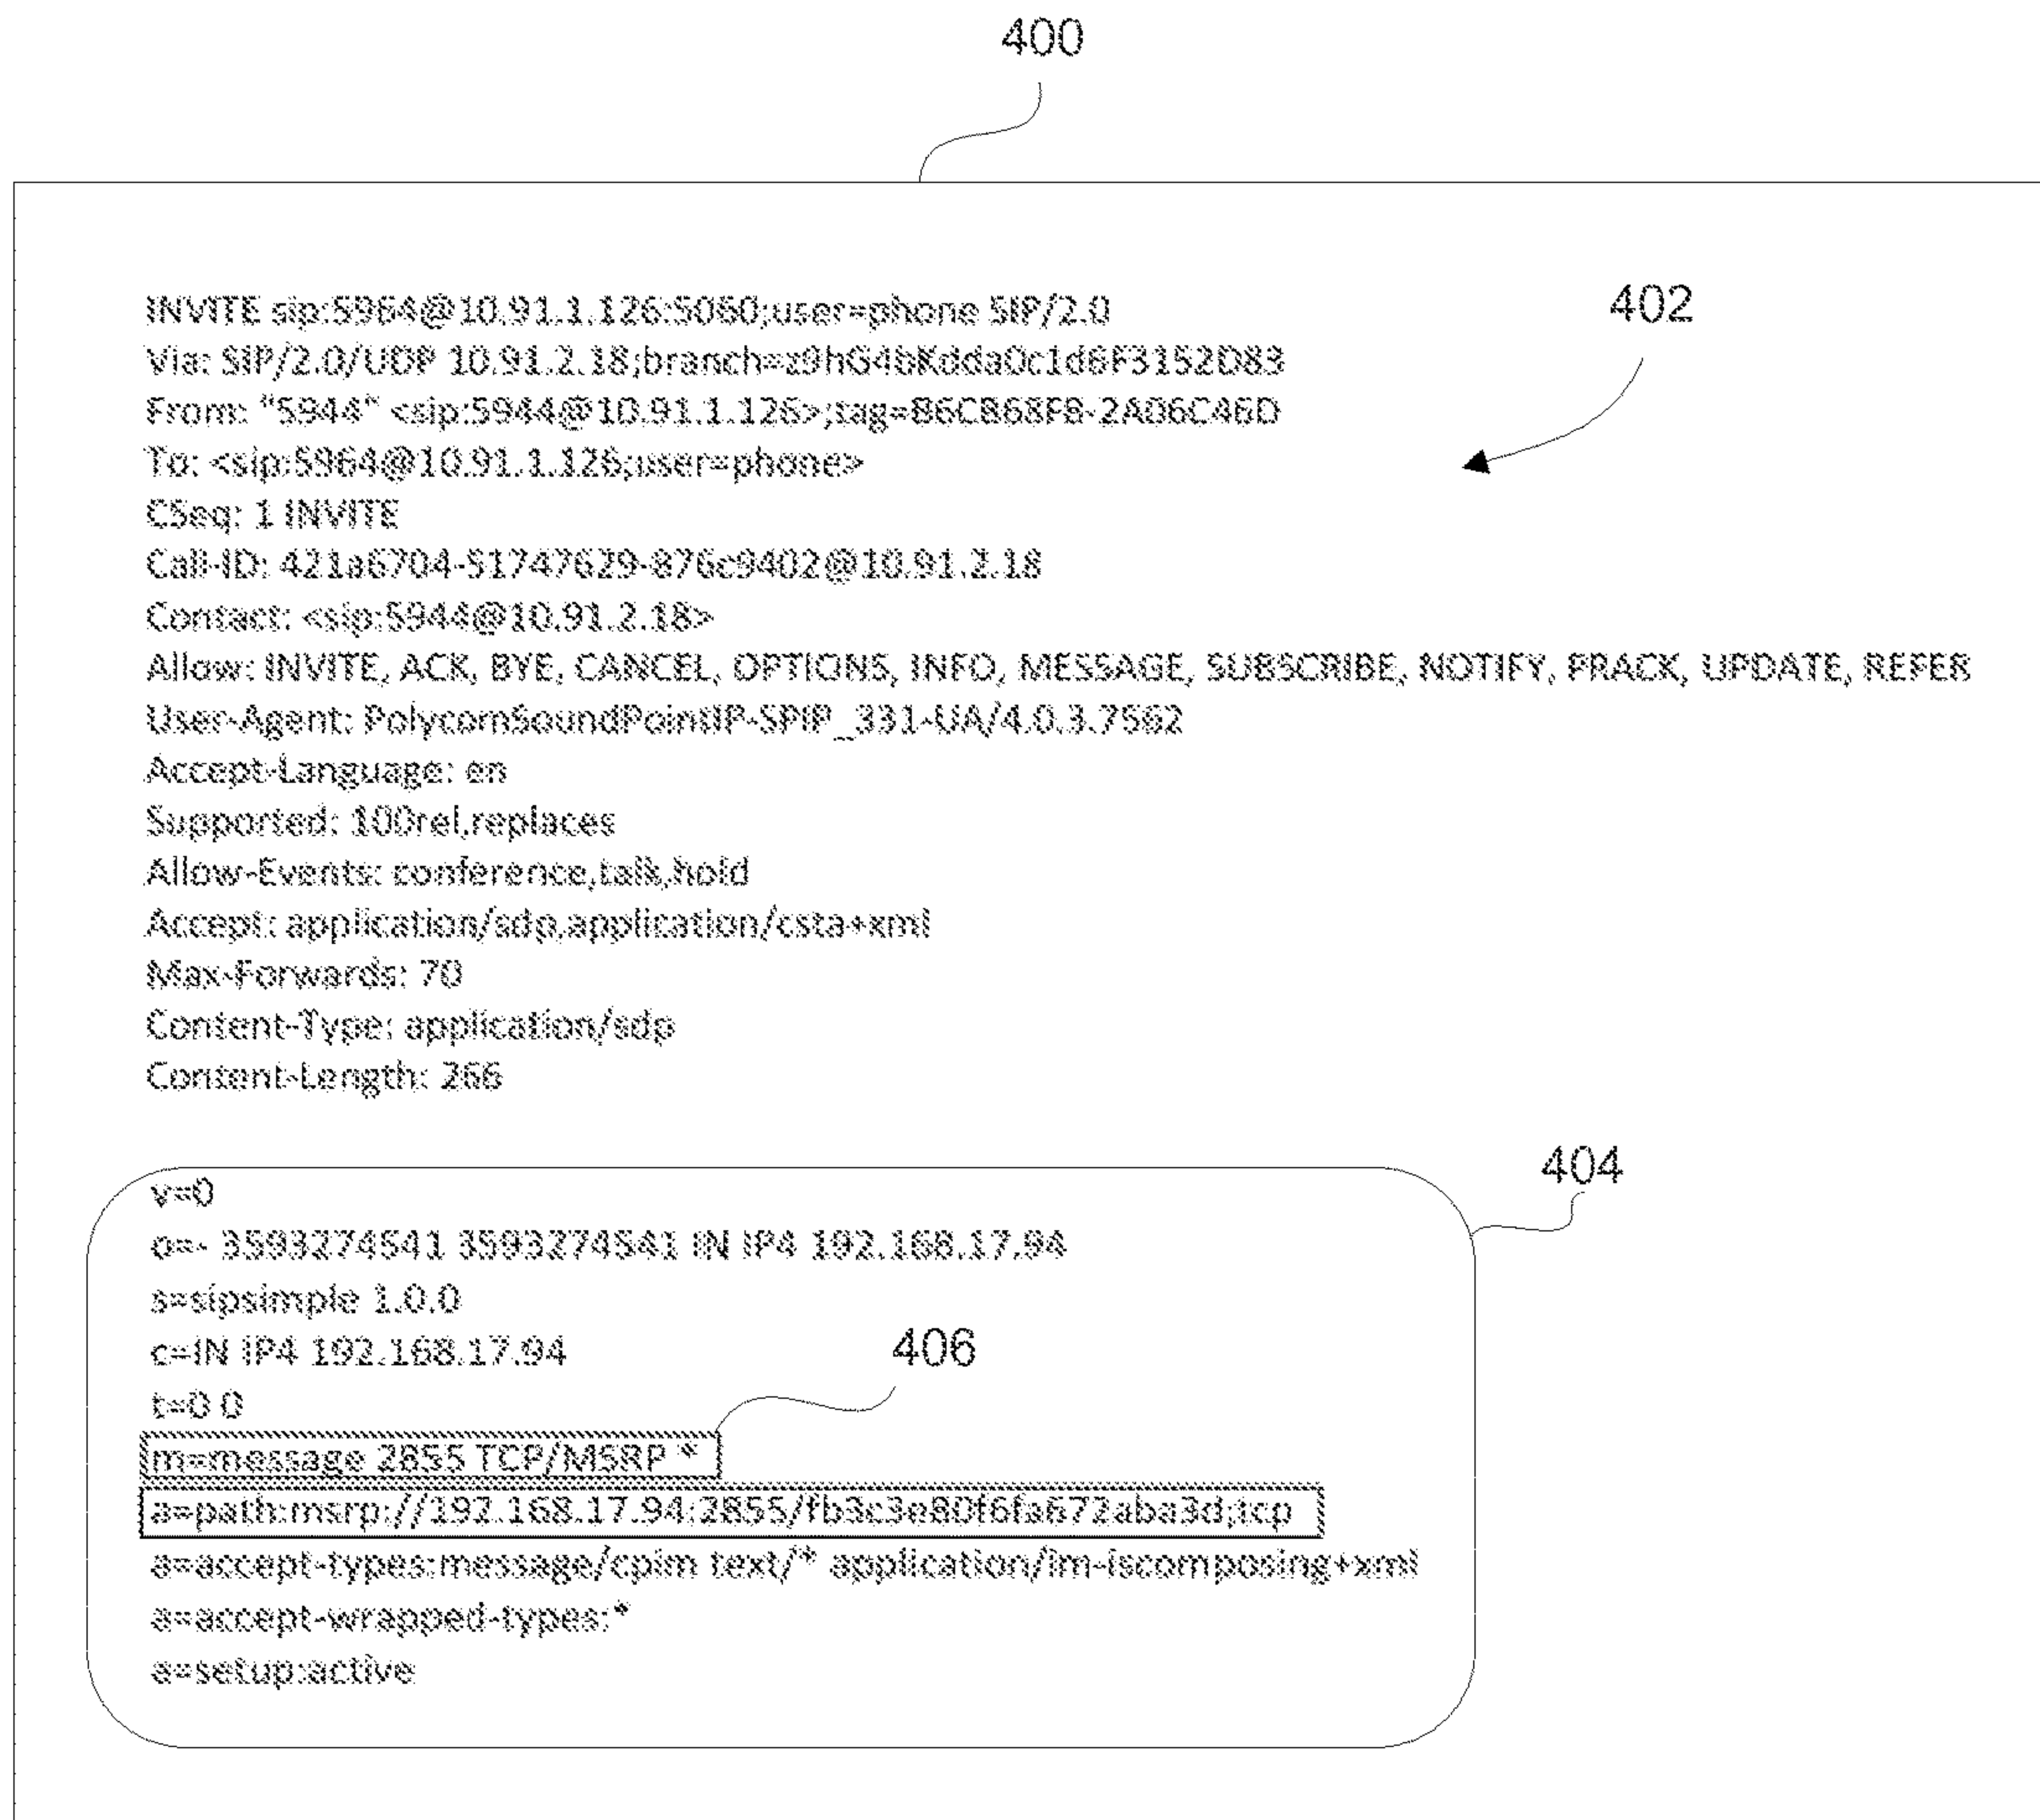 400
INVITE sip:5964@10.91.1.126:5060;user=phone SIP/2.0
402
Via: SIP/2.0/UDP 10.91.2.18;branch=z9hG4bKdda0c1d6F3152D83
From: "5944" <sip:5944@10.91.1.126>;tag=B6CB68F8-2A06C46D
To: <sip:5964@10.91.1.126;user=phone>
CSeq: 1 INVITE
Call-ID: 421a6704-51747629-876c9402@10.91.2.18
Contact: <sip:5944@10.91.2.18>
Allow: INVITE, ACK, BYE, CANCEL, OPTIONS, INFO, MESSAGE, SUBSCRIBE, NOTIFY, PRACK, UPDATE, REFER
User-Agent: PolycomSoundPointIP-SPIP_331-UA/4.0.3.7562
Accept-Language: en
Supported: 100rel,replaces
Allow-Events: conference,talk,hold
Accept: application/sdp,application/csta+xml
Max-Forwards: 70
Content-Type: application/sdp
Content-Length: 266
404
v=0
o=- 3593274541 3593274541 IN IP4 192.168.17.94
s=sipsimple 1.0.0
c=IN IP4 192.168.17.94
406
t=0 0
m=message 2855 TCP/MSRP *
a=path:msrp://192.168.17.94:2855/fb3c3e80f6fa672aba3d;tcp
a=accept-types:message/cpim text/* application/im-iscomposing+xml
a=accept-wrapped-types:*
a=setup:active